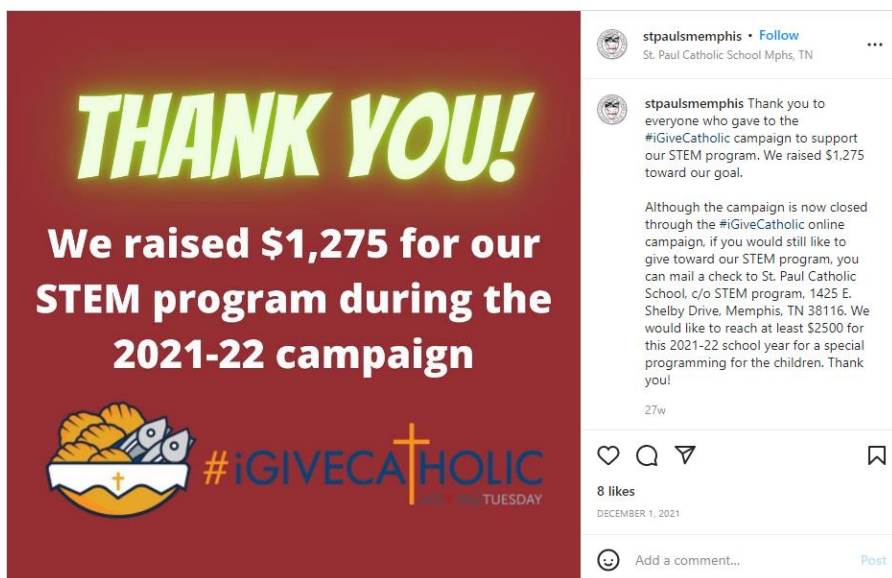 THANK YOU!
We raised $1,275 for our
STEM program during the
2021-22 campaign
#iGIVECATHOLIC
TUESDAY
stpaulsmemphis • Follow
St. Paul Catholic School Mphs, TN
stpaulsmemphis Thank you to
everyone who gave to the
#iGiveCatholic campaign to support
our STEM program. We raised $1,275
toward our goal.
Although the campaign is now closed
through the #iGiveCatholic online
campaign, if you would still like to
give toward our STEM program, you
can mail a check to St. Paul Catholic
School, c/o STEM program, 1425 E.
Shelby Drive, Memphis, TN 38116. We
would like to reach at least $2500 for
this 2021-22 school year for a special
programming for the children. Thank
you!
27w
8 likes
DECEMBER 1, 2021
Add a comment...
Post